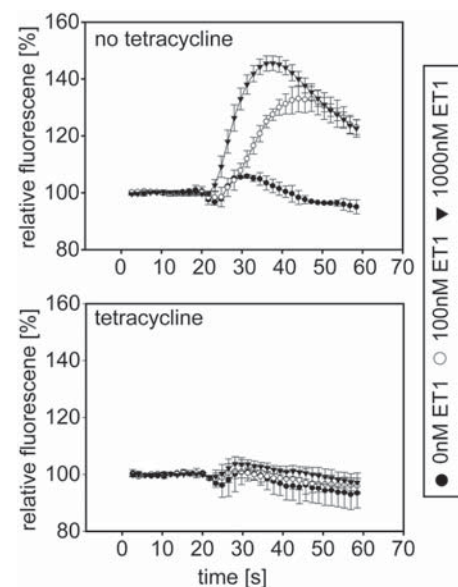 no tetracycline
relative fluorescene [%]
160
140
120
100
80
0 10 20 30 40 50 60 70
tetracycline
relative fluorescene [%]
160
140
120
100
80
0 10 20 30 40 50 60 70
time [s]
0nM ET1 100nM ET1 1000nM ET1